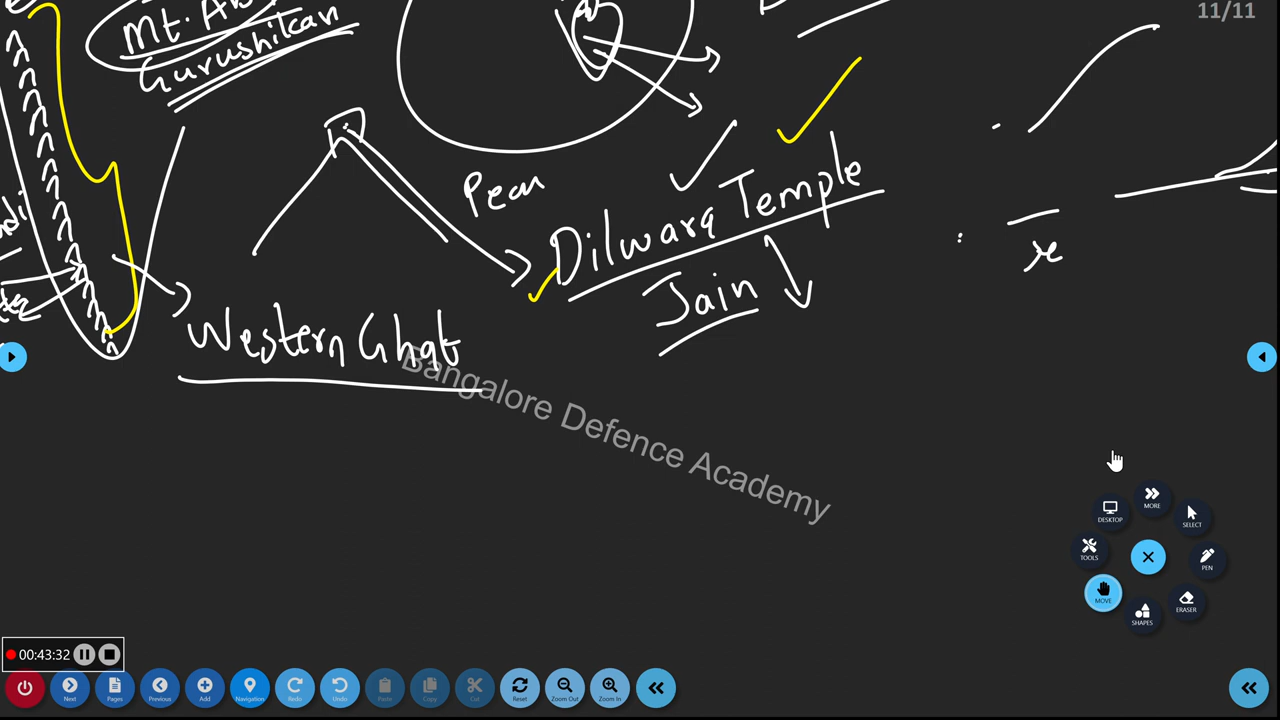 11/11
Mt. Ab
Gurushikan
Peak
Dilwara Temple
Jain
Western Ghat
Bangalore Defence Academy
MORE
DESKTOP
SELECT
TOOLS
PEN
MOVE
ERASER
SHAPES
00:43:32
Next
Pages
Previous
Add
Navigation
Redo
Undo
Paste
Copy
Cut
Reset
Zoom Out
Zoom In